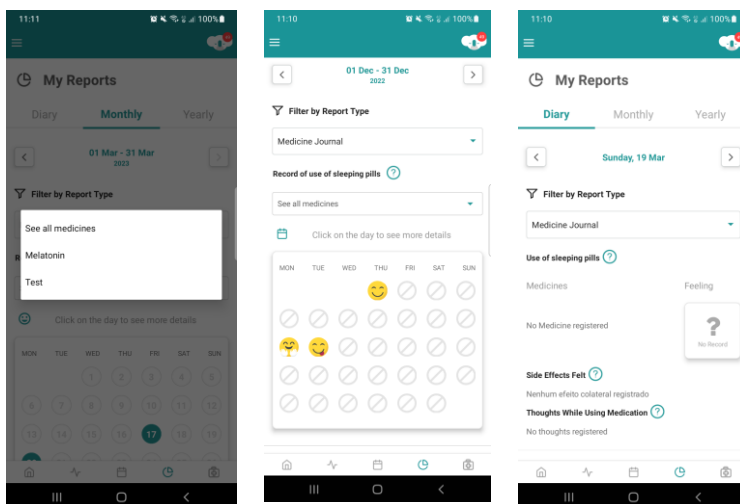 11:11
100%
My Reports
Diary
Monthly
Yearly
01 Mar - 31 Mar
2023
Filter by Report Type
See all medicines
Melatonin
Test
Click on the day to see more details
MON TUE WED THU FRI SAT SUN
1 2 3 4 5
6 7 8 9 10 11 12
13 14 15 16 17 18 19
11:10
100%
01 Dec - 31 Dec
2022
Filter by Report Type
Medicine Journal
Record of use of sleeping pills ?
See all medicines
Click on the day to see more details
MON TUE WED THU FRI SAT SUN
11:10
100%
My Reports
Diary
Monthly
Yearly
Sunday, 19 Mar
Filter by Report Type
Medicine Journal
Use of sleeping pills ?
Medicines
Feeling
No Medicine registered
?
No Record
Side Effects Felt ?
Nenhum efeito colateral registrado
Thoughts While Using Medication ?
No thoughts registered